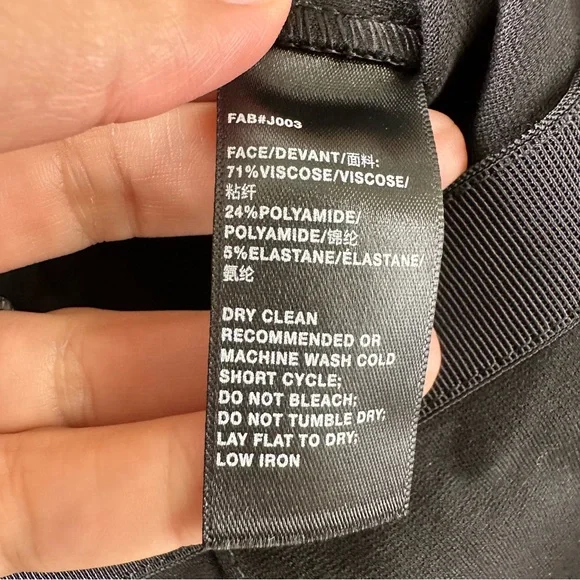 FAB#J003
FACE/DEVANT/面料:
71%VISCOSE/VISCOSE/
粘纤
24%POLYAMIDE/
POLYAMIDE/锦纶
5%ELASTANE/ÉLASTANE/
氨纶
DRY CLEAN
RECOMMENDED OR
MACHINE WASH COLD
SHORT CYCLE;
DO NOT BLEACH;
DO NOT TUMBLE DRY;
LAY FLAT TO DRY;
LOW IRON